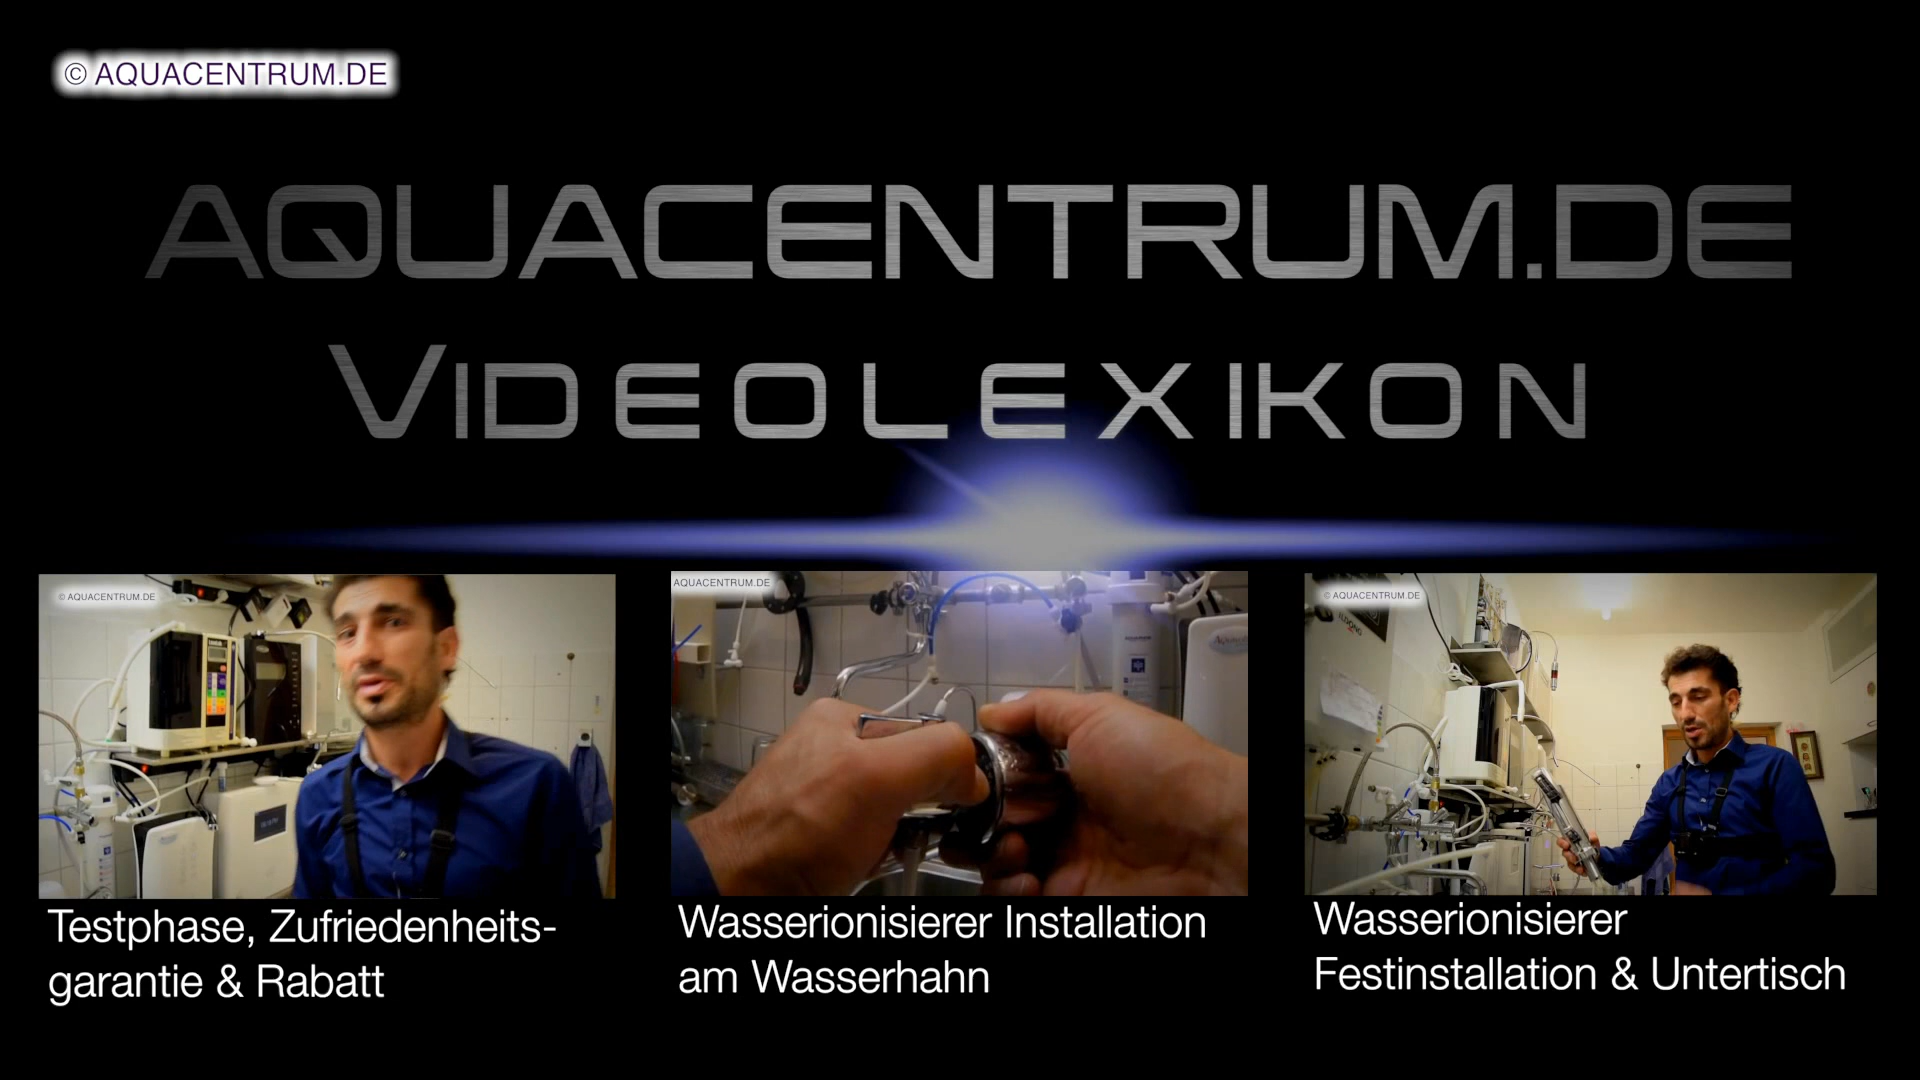 © AQUACENTRUM.DE
AQUACENTRUM.DE
VIDEOLEXIKON
© AQUACENTRUM.DE
AQUACENTRUM.DE
© AQUACENTRUM.DE
Testphase, Zufriedenheits-
garantie & Rabatt
Wasserionisierer Installation
am Wasserhahn
Wasserionisierer
Festinstallation & Untertisch